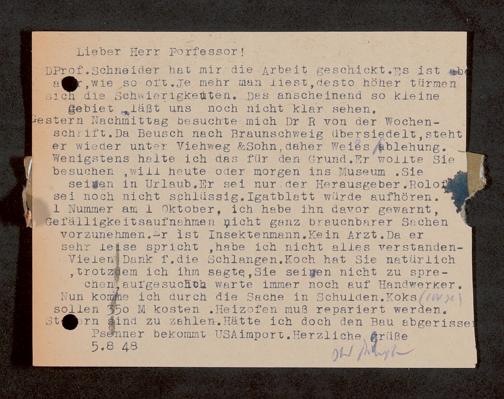 Lieber Herr Porfessor!
DProf.Schneider hat mir die Arbeit geschickt.Es ist
aber,wie so oft.Je mehr man liest,desto höher türmen
sich die Schwierigkeuten. Das anscheinend so kleine
Gebiet ,läßt uns noch nicht klar sehen.
Gestern Nachmittag besuchte mich Dr R von der Wochen-
schrift.Da Beusch nach Braunschweig übersiedelt,steht
er wieder unter Viehweg &Sohn,daher Weiss Ablehung.
Wenigstens halte ich das für den Grund.Er wollte Sie
besuchen ,will heute oder morgen ins Museum .Sie
seien in Urlaub.Er sei nur der Herausgeber.Rolof
sei noch nicht schlüssig.Igatblatt würde aufhören.
1 Nummer am 1 Oktober, ich habe ihn davor gewarnt,
Gefälligkeitsaufnahmen nicht ganz brauchbarer Sachen
vorzunehmen.Er ist Insektenmann.Kein Arzt.Da er
sehr leise spricht ,habe ich nicht alles verstanden-
Vielen Dank f.die Schlangen.Koch hat Sie natürlich
,trotzdem ich ihm sagte,Sie seien nicht zu spre-
chen,aufgesucht warte immer noch auf Handwerker.
Nun komme ich durch die Sache in Schulden.Koks
sollen 350 M kosten .Heizofen muß repariert werden.
Steuern sind zu zahlen.Hätte ich doch den Bau abgerissen
Psenner bekommt USAimport.Herzliche Grüße
5.8 48